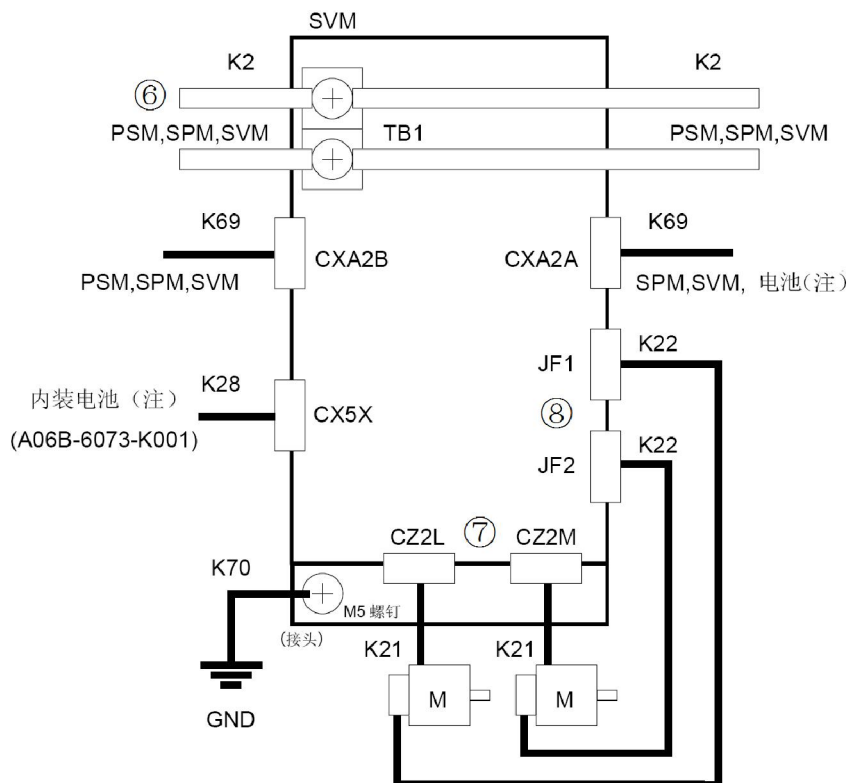 SVM
K2
K2
⑥
PSM,SPM,SVM
TB1
PSM,SPM,SVM
K69
K69
CXA2B
CXA2A
PSM,SPM,SVM
SPM,SVM, 电池(注)
JF1
K22
K28
内装电池（注）
CX5X
⑧
(A06B-6073-K001)
JF2
K22
CZ2L
⑦
CZ2M
K70
M5 螺钉
(接头)
K21
K21
M
M
GND